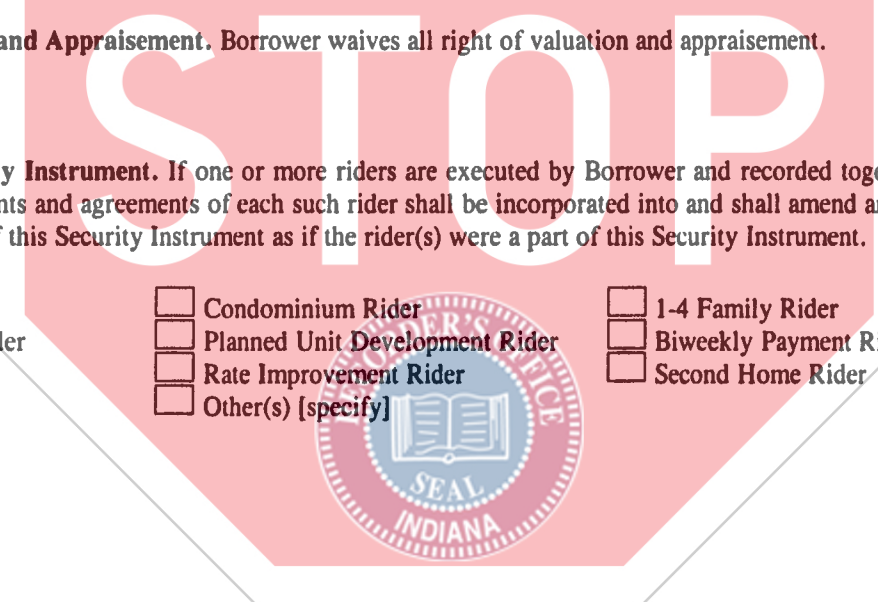 STOP
and Appraisement. Borrower waives all right of valuation and appraisement.
y Instrument. If one or more riders are executed by Borrower and recorded toge
nts and agreements of each such rider shall be incorporated into and shall amend a
this Security Instrument as if the rider(s) were a part of this Security Instrument.
Condominium Rider
1-4 Family Rider
der
Planned Unit Development Rider
Biweekly Payment R
Rate Improvement Rider
Second Home Rider
Other(s) [specify]
RECORDER'S OFFICE
SEAL
INDIANA